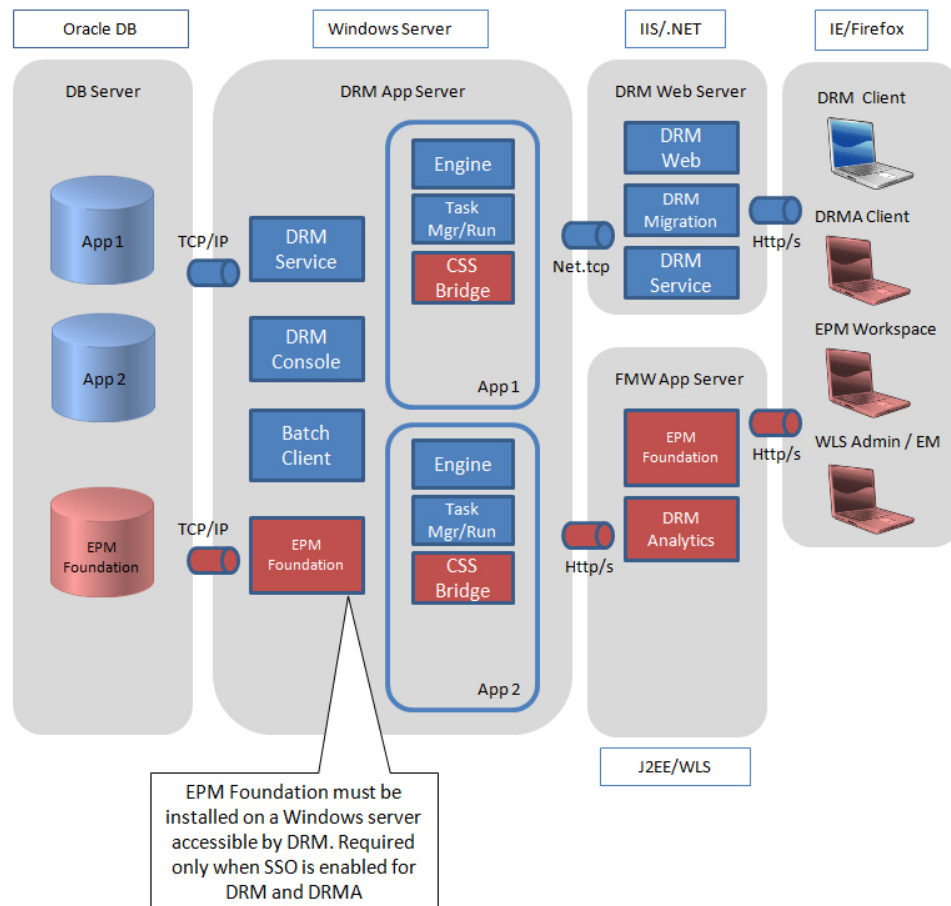 Oracle DB
Windows Server
IIS/.NET
IE/Firefox
DB Server
App 1
App 2
EPM
Foundation
TCP/IP
TCP/IP
DRM App Server
DRM
Service
DRM
Console
Batch
Client
EPM
Foundation
Engine
Task
Mgr/Run
CSS
Bridge
App 1
Engine
Task
Mgr/Run
CSS
Bridge
App 2
Net.tcp
Http/s
DRM Web Server
DRM
Web
DRM
Migration
DRM
Service
FMW App Server
EPM
Foundation
DRM
Analytics
Http/s
Http/s
DRM Client
DRMA Client
EPM Workspace
WLS Admin / EM
J2EE/WLS
EPM Foundation must be
installed on a Windows server
accessible by DRM. Required
only when SSO is enabled for
DRM and DRMA